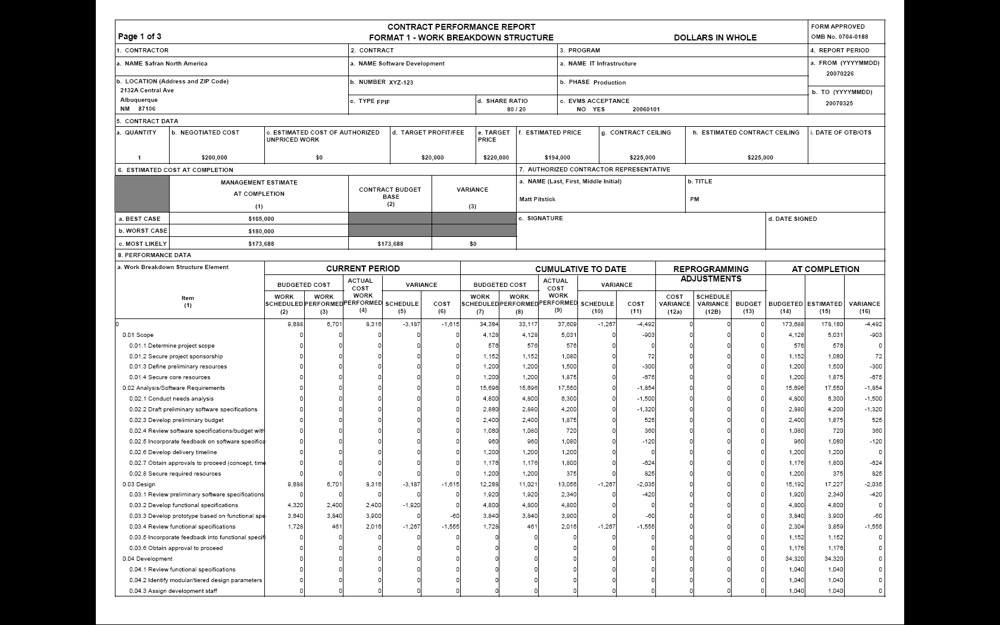 CONTRACT PERFORMANCE REPORT
Page 1 of 3 FORMAT 1 - WORK BREAKDOWN STRUCTURE DOLLARS IN WHOLE
FORM APPROVED
OMB No. 0704-0188
1. CONTRACTOR 2. CONTRACT 3. PROGRAM 4. REPORT PERIOD
a. NAME Safran North America a. NAME Software Development a. NAME IT Infrastructure a. FROM (YYYYMMDD)
20070226
b. LOCATION (Address and ZIP Code) b. NUMBER XYZ-123 b. PHASE Production
2132A Central Ave b. TO (YYYYMMDD)
Albuquerque c. TYPE FPIF d. SHARE RATIO c. EVMS ACCEPTANCE 20070325
NM 87106 80 / 20 NO YES 20060101
5. CONTRACT DATA
a. QUANTITY b. NEGOTIATED COST c. ESTIMATED COST OF AUTHORIZED d. TARGET PROFIT/FEE e. TARGET f. ESTIMATED PRICE g. CONTRACT CEILING h. ESTIMATED CONTRACT CEILING i. DATE OF OTB/OTS
UNPRICED WORK PRICE
1 $200,000 $0 $20,000 $220,000 $194,000 $225,000 $225,000
6. ESTIMATED COST AT COMPLETION 7. AUTHORIZED CONTRACTOR REPRESENTATIVE
MANAGEMENT ESTIMATE
AT COMPLETION
(1)
CONTRACT BUDGET
BASE
(2)
VARIANCE
(3)
a. NAME (Last, First, Middle Initial) b. TITLE
Matt Pitstick PM
a. BEST CASE $165,000 c. SIGNATURE d. DATE SIGNED
b. WORST CASE $180,000
c. MOST LIKELY $173,688 $173,688 $0
8. PERFORMANCE DATA
a. Work Breakdown Structure Element
Item
(1)
CURRENT PERIOD CUMULATIVE TO DATE REPROGRAMMING AT COMPLETION
ADJUSTMENTS
BUDGETED COST ACTUAL COST WORK PERFORMED (4) VARIANCE BUDGETED COST ACTUAL COST WORK PERFORMED (9) VARIANCE
WORK WORK WORK WORK COST SCHEDULE
SCHEDULED PERFORMED SCHEDULE COST SCHEDULED PERFORMED SCHEDULE COST VARIANCE VARIANCE BUDGET BUDGETED ESTIMATED VARIANCE
(2) (3) (5) (6) (7) (8) (10) (11) (12a) (12B) (13) (14) (15) (16)
0 9,888 6,701 8,316 -3,187 -1,615 34,384 33,117 37,609 -1,267 -4,492 0 0 0 173,688 178,180 -4,492
0.01 Scope 0 0 0 0 0 4,128 4,128 5,031 0 -903 0 0 0 4,128 5,031 -903
0.01.1 Determine project scope 0 0 0 0 0 576 576 576 0 0 0 0 0 576 576 0
0.01.2 Secure project sponsorship 0 0 0 0 0 1,152 1,152 1,080 0 72 0 0 0 1,152 1,080 72
0.01.3 Define preliminary resources 0 0 0 0 0 1,200 1,200 1,500 0 -300 0 0 0 1,200 1,500 -300
0.01.4 Secure core resources 0 0 0 0 0 1,200 1,200 1,875 0 -675 0 0 0 1,200 1,875 -675
0.02 Analysis/Software Requirements 0 0 0 0 0 15,696 15,696 17,550 0 -1,854 0 0 0 15,696 17,550 -1,854
0.02.1 Conduct needs analysis 0 0 0 0 0 4,800 4,800 6,300 0 -1,500 0 0 0 4,800 6,300 -1,500
0.02.2 Draft preliminary software specifications 0 0 0 0 0 2,880 2,880 4,200 0 -1,320 0 0 0 2,880 4,200 -1,320
0.02.3 Develop preliminary budget 0 0 0 0 0 2,400 2,400 1,875 0 525 0 0 0 2,400 1,875 525
0.02.4 Review software specifications/budget with 0 0 0 0 0 1,080 1,080 720 0 360 0 0 0 1,080 720 360
0.02.5 Incorporate feedback on software specifica 0 0 0 0 0 960 960 1,080 0 -120 0 0 0 960 1,080 -120
0.02.6 Develop delivery timeline 0 0 0 0 0 1,200 1,200 1,200 0 0 0 0 0 1,200 1,200 0
0.02.7 Obtain approvals to proceed (concept, time 0 0 0 0 0 1,176 1,176 1,800 0 -624 0 0 0 1,176 1,800 -624
0.02.8 Secure required resources 0 0 0 0 0 1,200 1,200 375 0 825 0 0 0 1,200 375 825
0.03 Design 9,888 6,701 8,316 -3,187 -1,615 12,288 11,021 13,056 -1,267 -2,035 0 0 0 15,192 17,227 -2,035
0.03.1 Review preliminary software specifications 0 0 0 0 0 1,920 1,920 2,340 0 -420 0 0 0 1,920 2,340 -420
0.03.2 Develop functional specifications 4,320 2,400 2,400 -1,920 0 4,800 4,800 4,800 0 0 0 0 0 4,800 4,800 0
0.03.3 Develop prototype based on functional spe 3,840 3,840 3,900 0 -60 3,840 3,840 3,900 0 -60 0 0 0 3,840 3,900 -60
0.03.4 Review functional specifications 1,728 461 2,016 -1,267 -1,555 1,728 461 2,016 -1,267 -1,555 0 0 0 2,304 3,859 -1,555
0.03.5 Incorporate feedback into functional specifi 0 0 0 0 0 0 0 0 0 0 0 0 0 1,152 1,152 0
0.03.6 Obtain approval to proceed 0 0 0 0 0 0 0 0 0 0 0 0 0 1,176 1,176 0
0.04 Development 0 0 0 0 0 0 0 0 0 0 0 0 0 34,320 34,320 0
0.04.1 Review functional specifications 0 0 0 0 0 0 0 0 0 0 0 0 0 1,040 1,040 0
0.04.2 Identify modular/tiered design parameters 0 0 0 0 0 0 0 0 0 0 0 0 0 1,040 1,040 0
0.04.3 Assign development staff 0 0 0 0 0 0 0 0 0 0 0 0 0 1,040 1,040 0